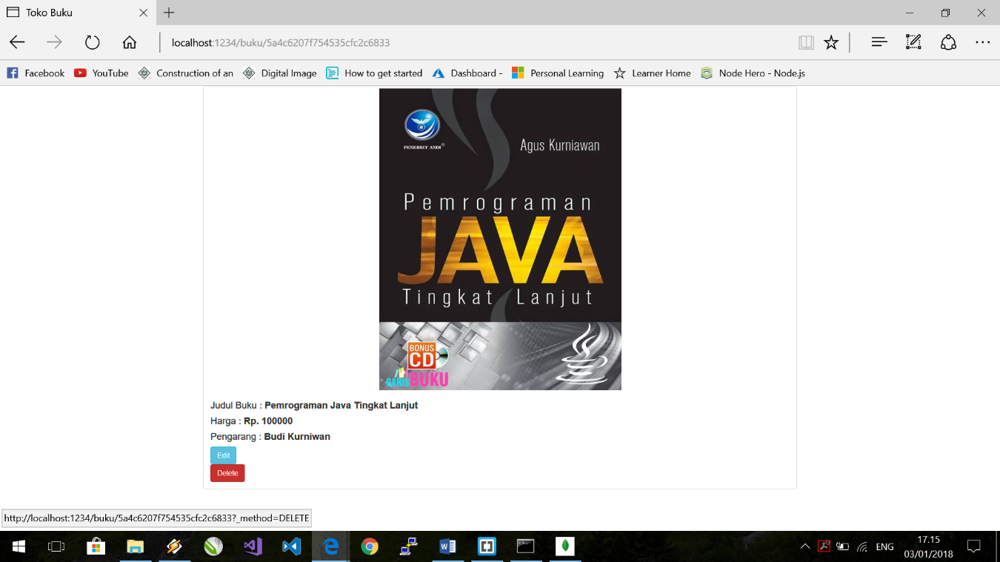 Toko Buku
localhost:1234/buku/5a4c6207f754535cfc2c6833
Facebook YouTube Construction of an Digital Image How to get started Dashboard - Personal Learning Learner Home Node Hero - Node.js
PENERBIT ANDI®
Agus Kurniawan
Pemrograman
JAVA
Tingkat Lanjut
BONUS
CD
GARISBUKU
Judul Buku : Pemrograman Java Tingkat Lanjut
Harga : Rp. 100000
Pengarang : Budi Kurniwan
Edit
Delete
http://localhost:1234/buku/5a4c6207f754535cfc2c6833?_method=DELETE
ENG
17.15
03/01/2018